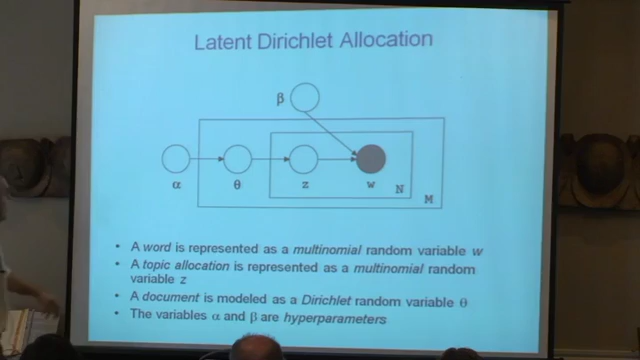 Latent Dirichlet Allocation
β
α θ z w N M
• A word is represented as a multinomial random variable w
• A topic allocation is represented as a multinomial random
variable z
• A document is modeled as a Dirichlet random variable θ
• The variables α and β are hyperparameters